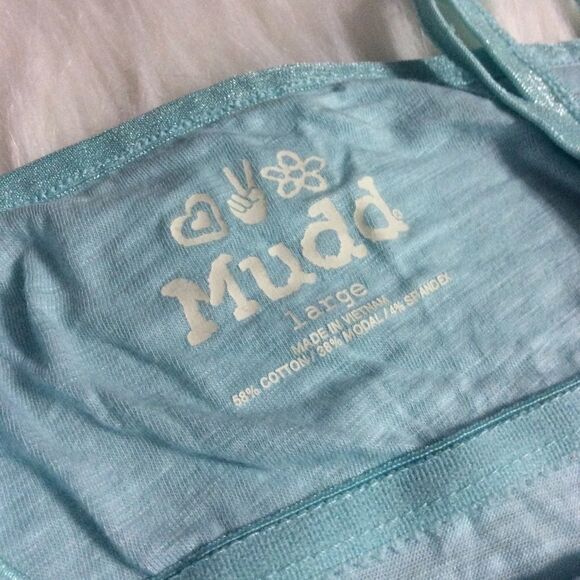 Mudd®
large
MADE IN VIETNAM
58% COTTON / 38% MODAL / 4% SPANDEX